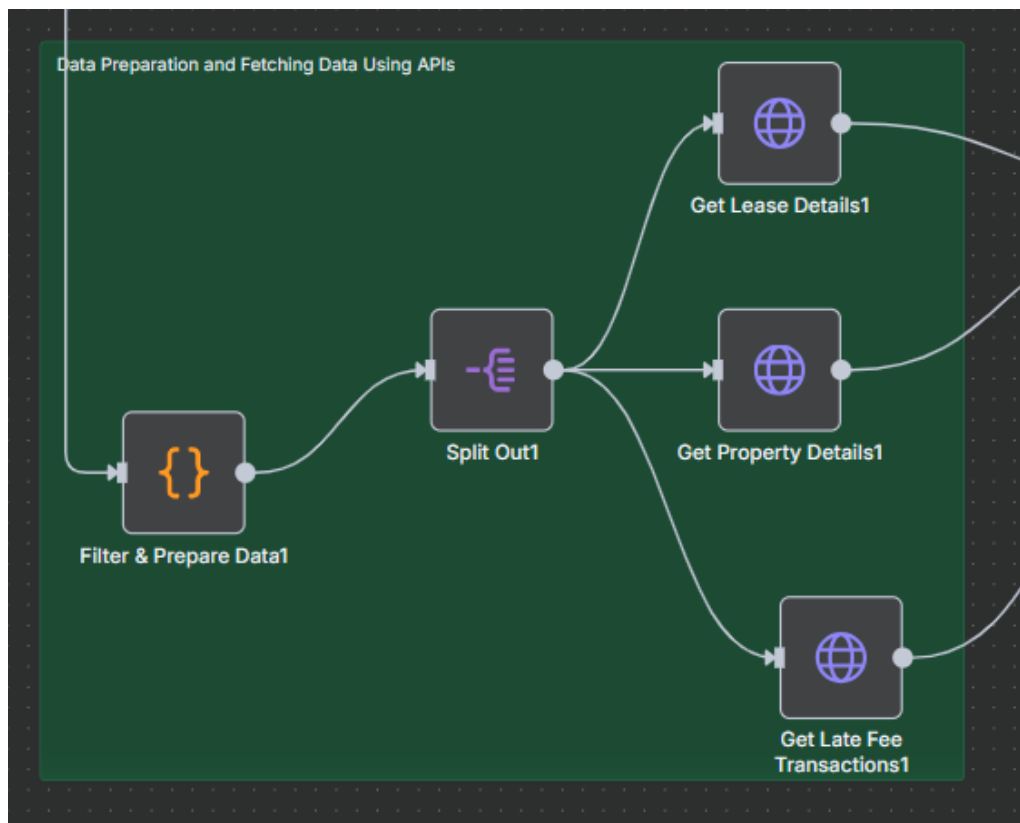 Data Preparation and Fetching Data Using APIs
Get Lease Details1
Split Out1
Get Property Details1
Filter & Prepare Data1
Get Late Fee
Transactions1